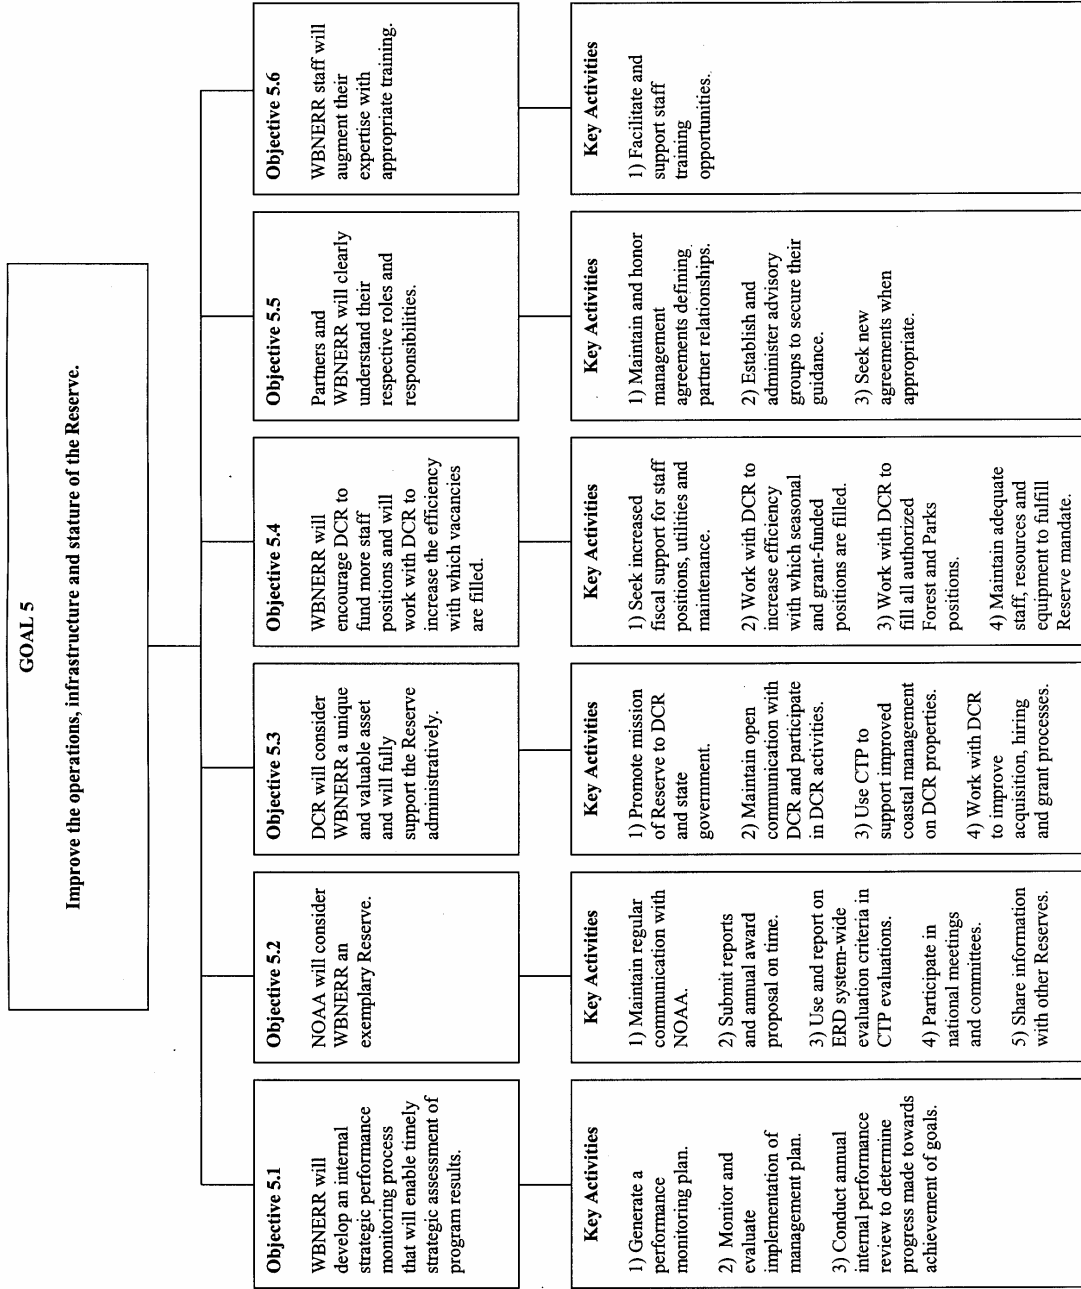 GOAL 5
Improve the operations, infrastructure and stature of the Reserve.
Objective 5.1
WBNERR will
develop an internal
strategic performance
monitoring process
that will enable timely
strategic assessment of
program results.
Key Activities
1) Generate a
performance
monitoring plan.
2) Monitor and
evaluate
implementation of
management plan.
3) Conduct annual
internal performance
review to determine
progress made towards
achievement of goals.
Objective 5.2
NOAA will consider
WBNERR an
exemplary Reserve.
Key Activities
1) Maintain regular
communication with
NOAA.
2) Submit reports
and annual award
proposal on time.
3) Use and report on
ERD system-wide
evaluation criteria in
CTP evaluations.
4) Participate in
national meetings
and committees.
5) Share information
with other Reserves.
Objective 5.3
DCR will consider
WBNERR a unique
and valuable asset
and will fully
support the Reserve
administratively.
Key Activities
1) Promote mission
of Reserve to DCR
and state
government.
2) Maintain open
communication with
DCR and participate
in DCR activities.
3) Use CTP to
support improved
coastal management
on DCR properties.
4) Work with DCR
to improve
acquisition, hiring
and grant processes.
Objective 5.4
WBNERR will
encourage DCR to
fund more staff
positions and will
work with DCR to
increase the efficiency
with which vacancies
are filled.
Key Activities
1) Seek increased
fiscal support for staff
positions, utilities and
maintenance.
2) Work with DCR to
increase efficiency
with which seasonal
and grant-funded
positions are filled.
3) Work with DCR to
fill all authorized
Forest and Parks
positions.
4) Maintain adequate
staff, resources and
equipment to fulfill
Reserve mandate.
Objective 5.5
Partners and
WBNERR will clearly
understand their
respective roles and
responsibilities.
Key Activities
1) Maintain and honor
management
agreements defining
partner relationships.
2) Establish and
administer advisory
groups to secure their
guidance.
3) Seek new
agreements when
appropriate.
Objective 5.6
WBNERR staff will
augment their
expertise with
appropriate training.
Key Activities
1) Facilitate and
support staff
training
opportunities.